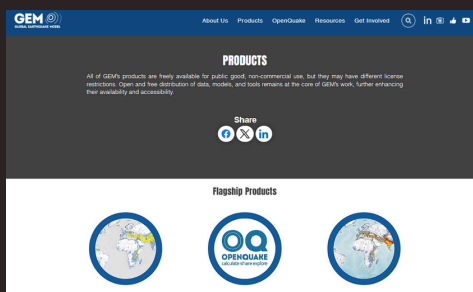 GEM
GLOBAL EARTHQUAKE MODEL
About Us Products OpenQuake Resources Get Involved
in
PRODUCTS
All of GEM's products are freely available for public good, non-commercial use, but they may have different license
restrictions. Open and free distribution of data, models, and tools remains at the core of GEM's work, further enhancing
their availability and accessibility.
Share
f X in
Flagship Products
OQ
OPENQUAKE
calculate share explore